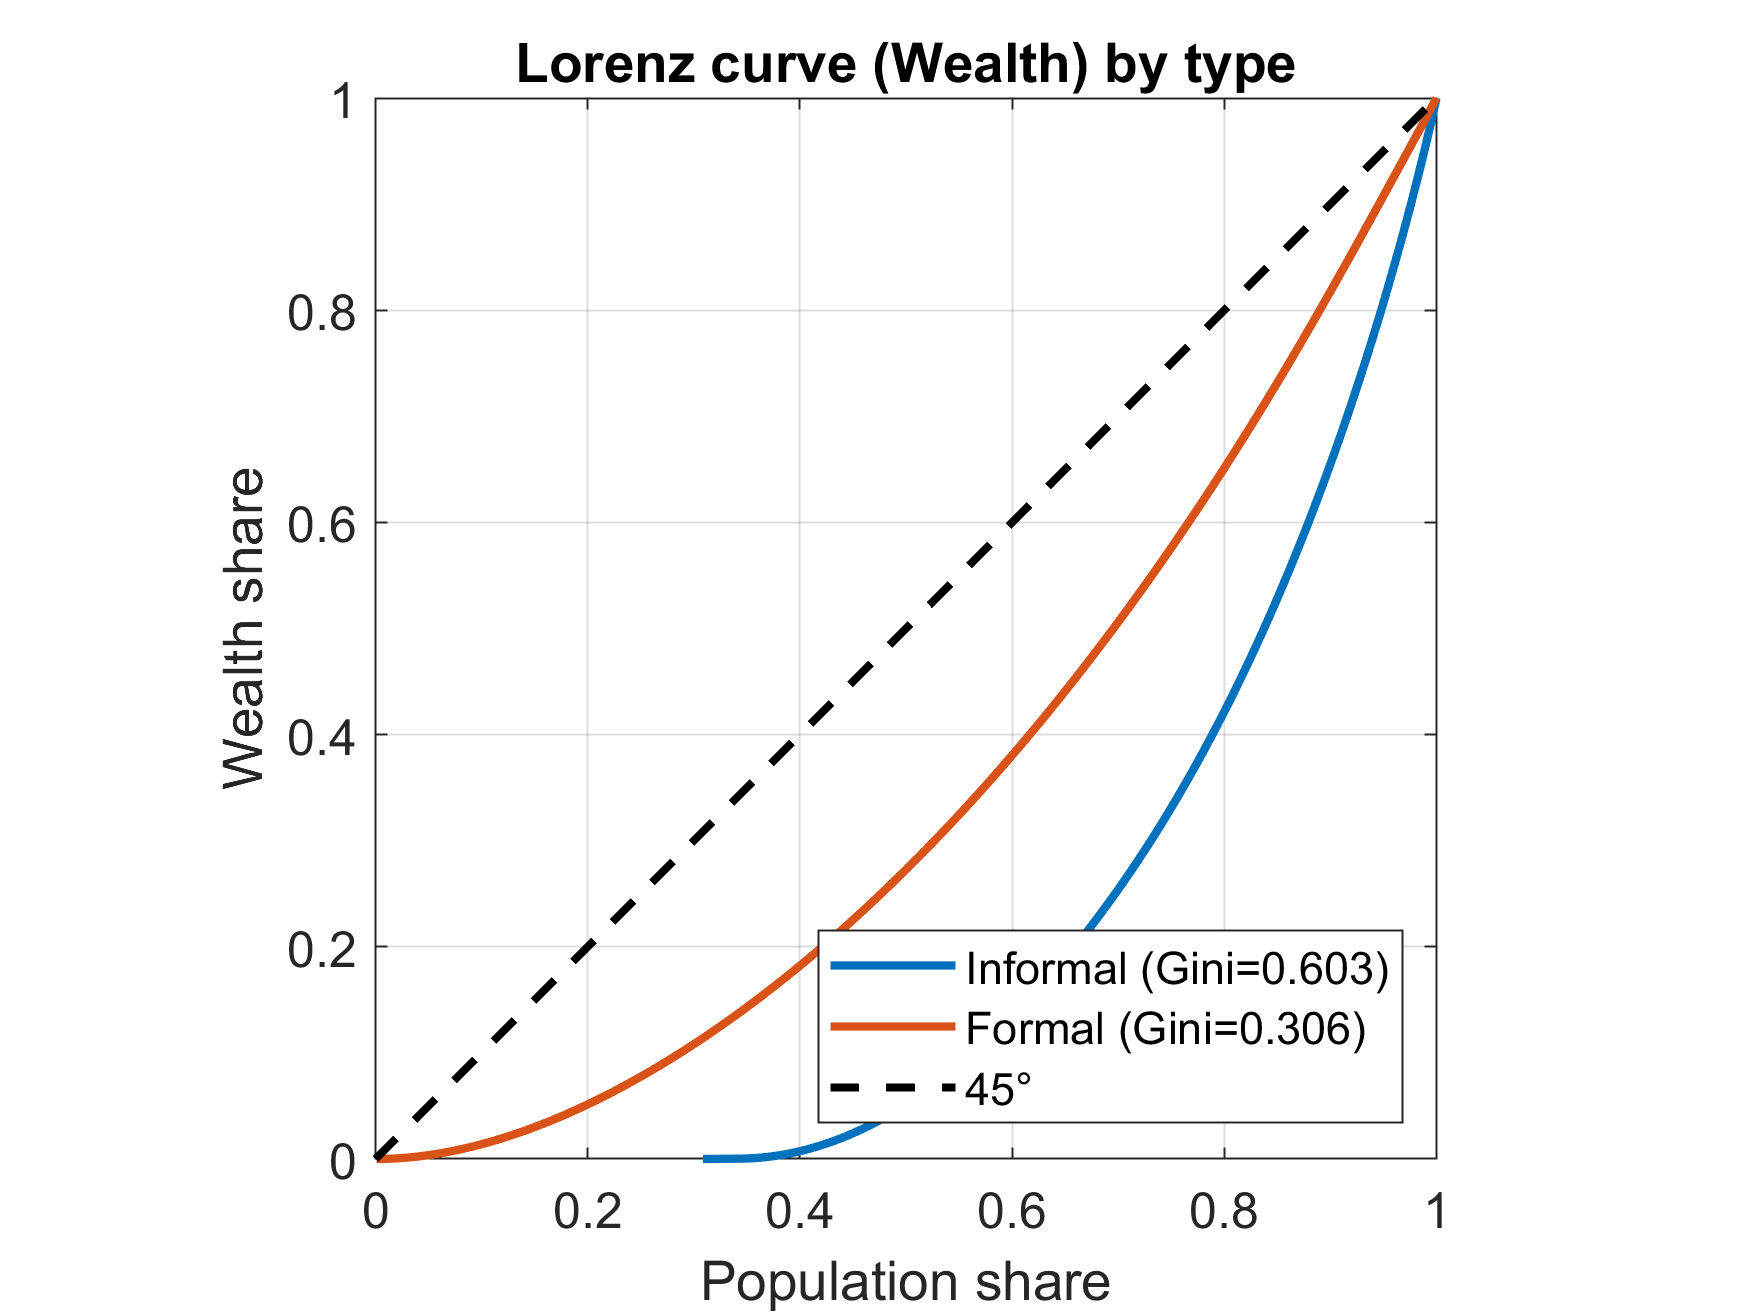 Lorenz curve (Wealth) by type
1
0.8
0.6
0.4
0.2
0
Wealth share
Informal (Gini=0.603)
Formal (Gini=0.306)
45°
0 0.2 0.4 0.6 0.8 1
Population share